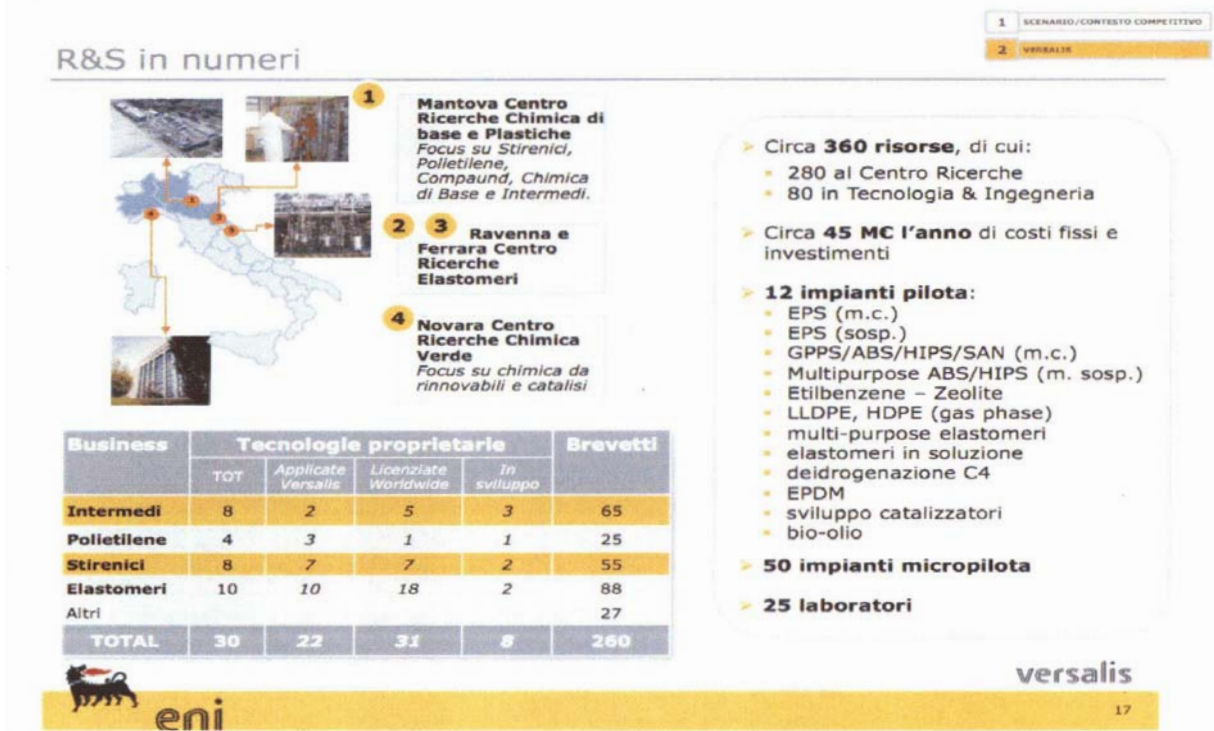 1 SCENARIO/CONTESTO COMPETITIVO
2 VERSALIS
R&S in numeri
1
Mantova Centro
Ricerche Chimica di
base e Plastiche
Focus su Stirenici,
Polietilene,
Compaund, Chimica
di Base e Intermedi.
2 3 Ravenna e
Ferrara Centro
Ricerche
Elastomeri
4 Novara Centro
Ricerche Chimica
Verde
Focus su chimica da
rinnovabili e catalisi
Circa 360 risorse, di cui:
280 al Centro Ricerche
80 in Tecnologia & Ingegneria
Circa 45 M€ l'anno di costi fissi e
investimenti
12 impianti pilota:
EPS (m.c.)
EPS (sosp.)
GPPS/ABS/HIPS/SAN (m.c.)
Multipurpose ABS/HIPS (m. sosp.)
Etilbenzene – Zeolite
LLDPE, HDPE (gas phase)
multi-purpose elastomeri
elastomeri in soluzione
deidrogenazione C4
EPDM
sviluppo catalizzatori
bio-olio
50 impianti micropilota
25 laboratori
Business Tecnologie proprietarie Brevetti
TOT Applicate Versalis Licenziate Worldwide In sviluppo
Intermedi 8 2 5 3 65
Polietilene 4 3 1 1 25
Stirenici 8 7 7 2 55
Elastomeri 10 10 18 2 88
Altri 27
TOTAL 30 22 31 8 260
eni
versalis
17